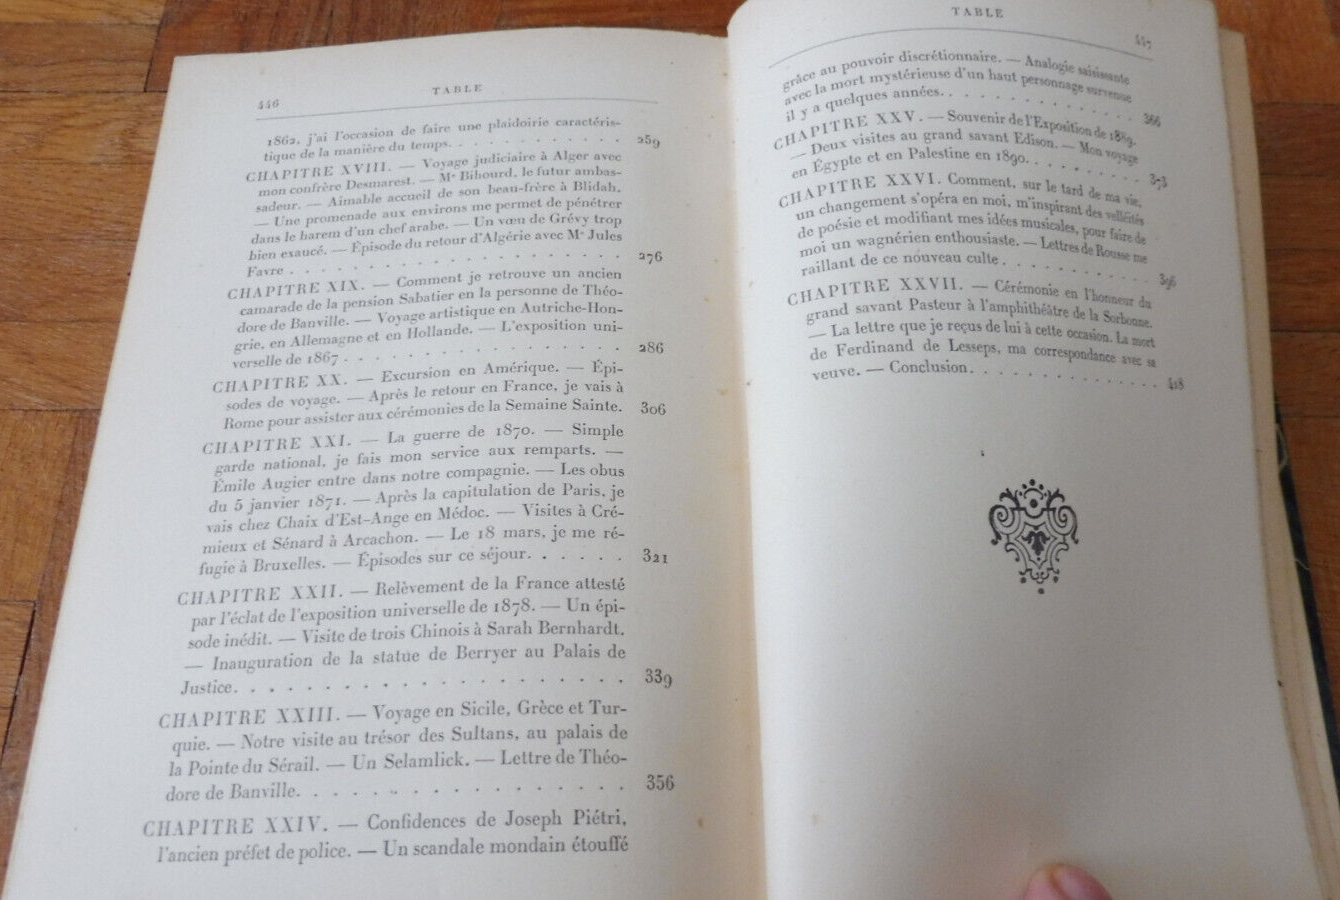 446
TABLE
1862, j'ai l'occasion de faire une plaidoirie caractéris-
tique de la manière du temps. . . . . . . . . . . 259
CHAPITRE XVIII. — Voyage judiciaire à Alger avec
mon confrère Desmarest. — Me Bihourd, le futur ambas-
sadeur. — Aimable accueil de son beau-frère à Blidah.
— Une promenade aux environs me permet de pénétrer
dans le harem d'un chef arabe. — Un vœu de Grévy trop
bien exaucé. — Épisode du retour d'Algérie avec Me Jules
Favre . . . . . . . . . . . . . . . . . . 276
CHAPITRE XIX. — Comment je retrouve un ancien
camarade de la pension Sabatier en la personne de Théo-
dore de Banville. — Voyage artistique en Autriche-Hon-
grie, en Allemagne et en Hollande. — L'exposition uni-
verselle de 1867 . . . . . . . . . . . . . . . 286
CHAPITRE XX. — Excursion en Amérique. — Épi-
sodes de voyage. — Après le retour en France, je vais à
Rome pour assister aux cérémonies de la Semaine Sainte. 306
CHAPITRE XXI. — La guerre de 1870. — Simple
garde national, je fais mon service aux remparts. —
Émile Augier entre dans notre compagnie. — Les obus
du 5 janvier 1871. — Après la capitulation de Paris, je
vais chez Chaix d'Est-Ange en Médoc. — Visites à Cré-
mieux et Sénard à Arcachon. — Le 18 mars, je me ré-
fugie à Bruxelles. — Épisodes sur ce séjour. . . . . . 321
CHAPITRE XXII. — Relèvement de la France attesté
par l'éclat de l'exposition universelle de 1878. — Un épi-
sode inédit. — Visite de trois Chinois à Sarah Bernhardt.
— Inauguration de la statue de Berryer au Palais de
Justice. . . . . . . . . . . . . . . . . . 339
CHAPITRE XXIII. — Voyage en Sicile, Grèce et Tur-
quie. — Notre visite au trésor des Sultans, au palais de
la Pointe du Sérail. — Un Selamlick. — Lettre de Théo-
dore de Banville. . . . . . . . . . . . . . . . 356
CHAPITRE XXIV. — Confidences de Joseph Piétri,
l'ancien préfet de police. — Un scandale mondain étouffé
TABLE
447
grâce au pouvoir discrétionnaire. — Analogie saisissante
avec la mort mystérieuse d'un haut personnage survenue
il y a quelques années. . . . . . . . . . . . . 366
CHAPITRE XXV. — Souvenir de l'Exposition de 1889.
— Deux visites au grand savant Edison. — Mon voyage
en Égypte et en Palestine en 1890. . . . . . . . . 373
CHAPITRE XXVI. Comment, sur le tard de ma vie,
un changement s'opéra en moi, m'inspirant des velléités
de poésie et modifiant mes idées musicales, pour faire de
moi un wagnérien enthousiaste. — Lettres de Rousse me
raillant de ce nouveau culte . . . . . . . . . . . 396
CHAPITRE XXVII. — Cérémonie en l'honneur du
grand savant Pasteur à l'amphithéâtre de la Sorbonne.
— La lettre que je reçus de lui à cette occasion. La mort
de Ferdinand de Lesseps, ma correspondance avec sa
veuve. — Conclusion. . . . . . . . . . . . . . 418